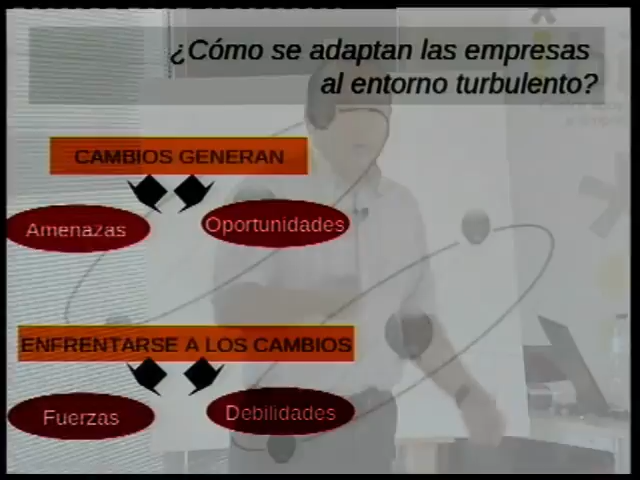 ¿Cómo se adaptan las empresas
al entorno turbulento?
CAMBIOS GENERAN
Amenazas
Oportunidades
ENFRENTARSE A LOS CAMBIOS
Fuerzas
Debilidades